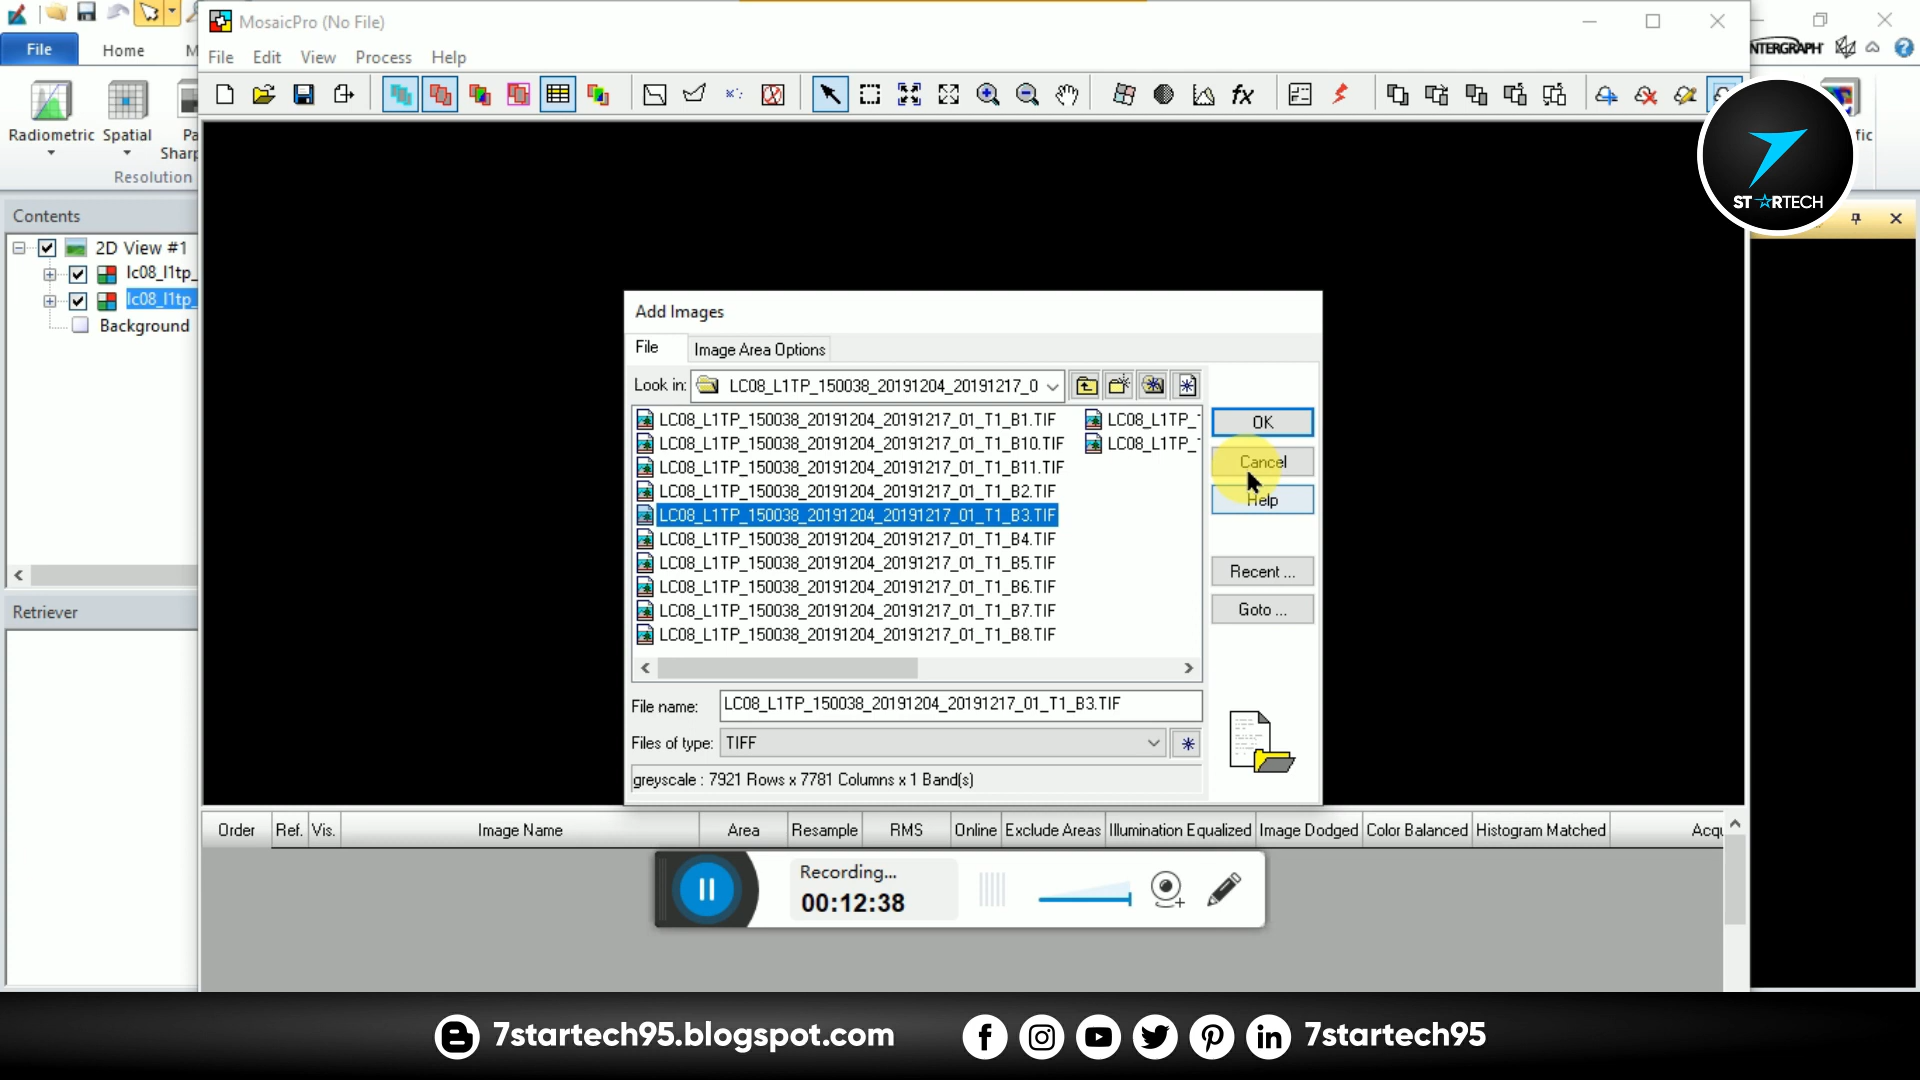 MosaicPro (No File)
File Home
INTERGRAPH
File Edit View Process Help
fx
Radiometric Spatial
Sharp
Resolution
fic
ST☆RTECH
Contents
2D View #1
lc08_l1tp_
lc08_l1tp_
Background
Retriever
Add Images
File Image Area Options
Look in: LC08_L1TP_150038_20191204_20191217_0
LC08_L1TP_150038_20191204_20191217_01_T1_B1.TIF
LC08_L1TP_150038_20191204_20191217_01_T1_B10.TIF
LC08_L1TP_150038_20191204_20191217_01_T1_B11.TIF
LC08_L1TP_150038_20191204_20191217_01_T1_B2.TIF
LC08_L1TP_150038_20191204_20191217_01_T1_B3.TIF
LC08_L1TP_150038_20191204_20191217_01_T1_B4.TIF
LC08_L1TP_150038_20191204_20191217_01_T1_B5.TIF
LC08_L1TP_150038_20191204_20191217_01_T1_B6.TIF
LC08_L1TP_150038_20191204_20191217_01_T1_B7.TIF
LC08_L1TP_150038_20191204_20191217_01_T1_B8.TIF
LC08_L1TP_
LC08_L1TP_
OK
Cancel
Help
Recent ...
Goto ...
File name: LC08_L1TP_150038_20191204_20191217_01_T1_B3.TIF
Files of type: TIFF
greyscale : 7921 Rows x 7781 Columns x 1 Band(s)
Order Ref. Vis. Image Name Area Resample RMS Online Exclude Areas Illumination Equalized Image Dodged Color Balanced Histogram Matched Acqu
Recording...
00:12:38
7startech95.blogspot.com 7startech95